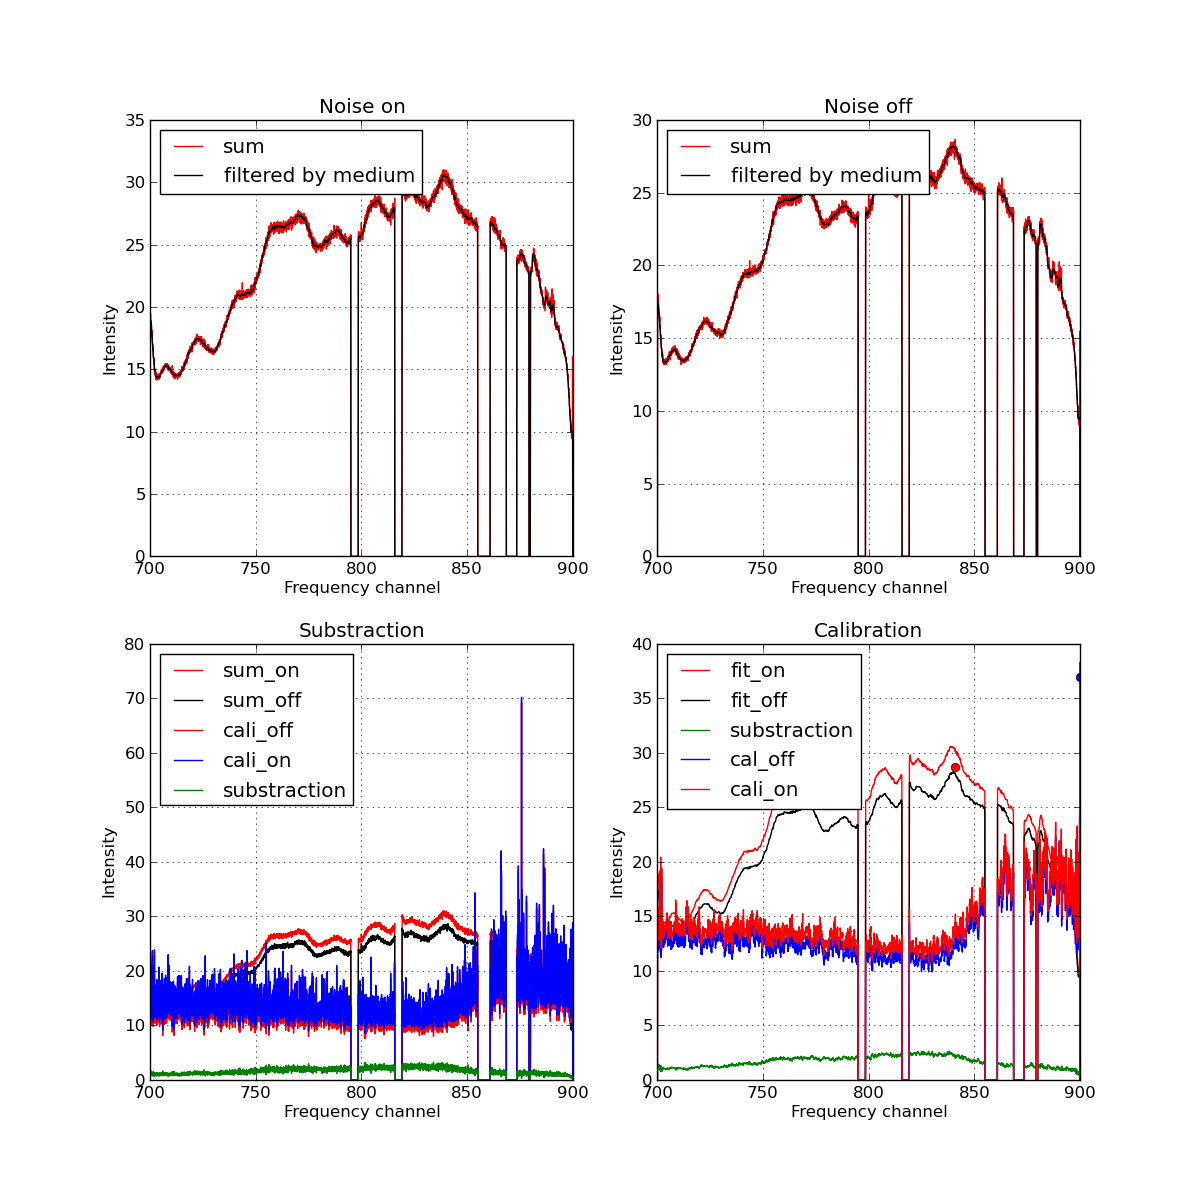 Noise on
35
30
25
20
15
10
5
0
Intensity
sum
filtered by medium
700 750 800 850 900
Frequency channel
Noise off
30
25
20
15
10
5
0
Intensity
sum
filtered by medium
700 750 800 850 900
Frequency channel
Substraction
80
70
60
50
40
30
20
10
0
Intensity
sum_on
sum_off
cali_off
cali_on
substraction
700 750 800 850 900
Frequency channel
Calibration
40
35
30
25
20
15
10
5
0
Intensity
fit_on
fit_off
substraction
cal_off
cali_on
700 750 800 850 900
Frequency channel